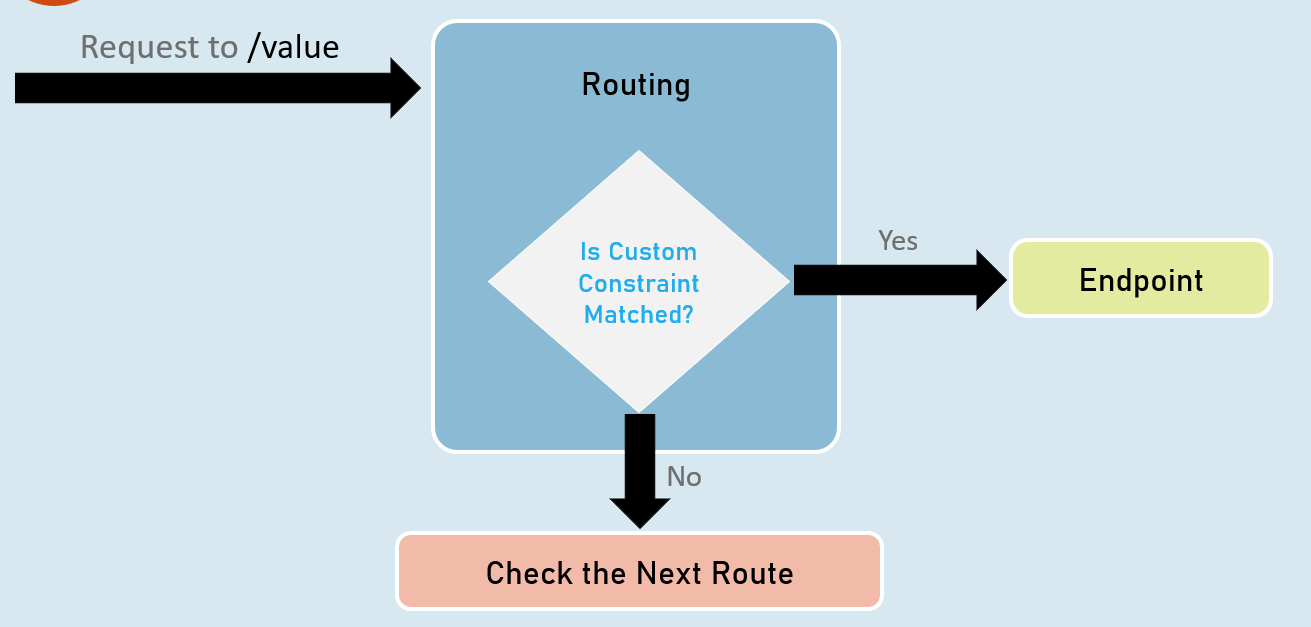 Request to /value
Routing
Is Custom
Constraint
Matched?
Yes
Endpoint
No
Check the Next Route